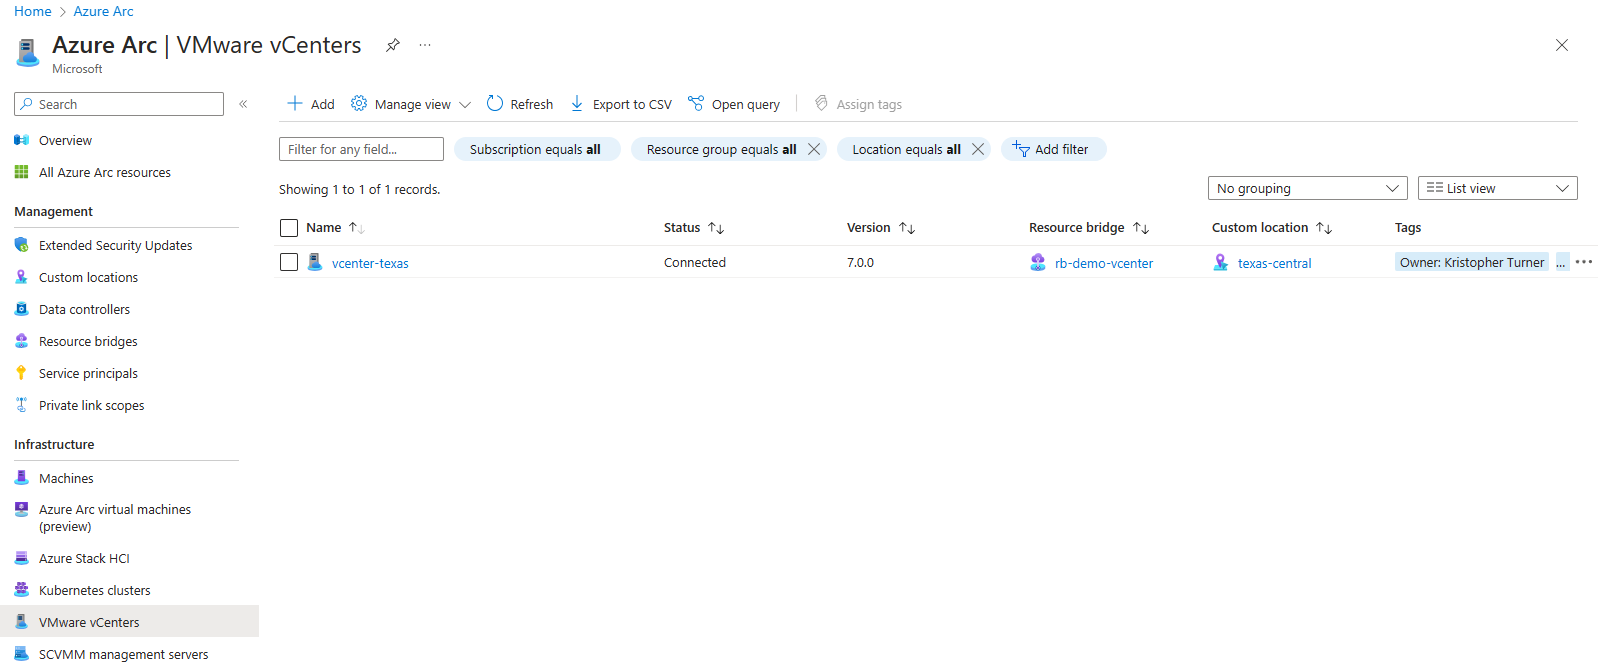 Home > Azure Arc
Azure Arc | VMware vCenters ...
Microsoft
Search «
Overview
All Azure Arc resources
Management
Extended Security Updates
Custom locations
Data controllers
Resource bridges
Service principals
Private link scopes
Infrastructure
Machines
Azure Arc virtual machines
(preview)
Azure Stack HCI
Kubernetes clusters
VMware vCenters
SCVMM management servers
Add Manage view Refresh Export to CSV Open query Assign tags
Filter for any field... Subscription equals all Resource group equals all Location equals all Add filter
Showing 1 to 1 of 1 records. No grouping List view
Name Status Version Resource bridge Custom location Tags
vcenter-texas Connected 7.0.0 rb-demo-vcenter texas-central Owner: Kristopher Turner ... ...